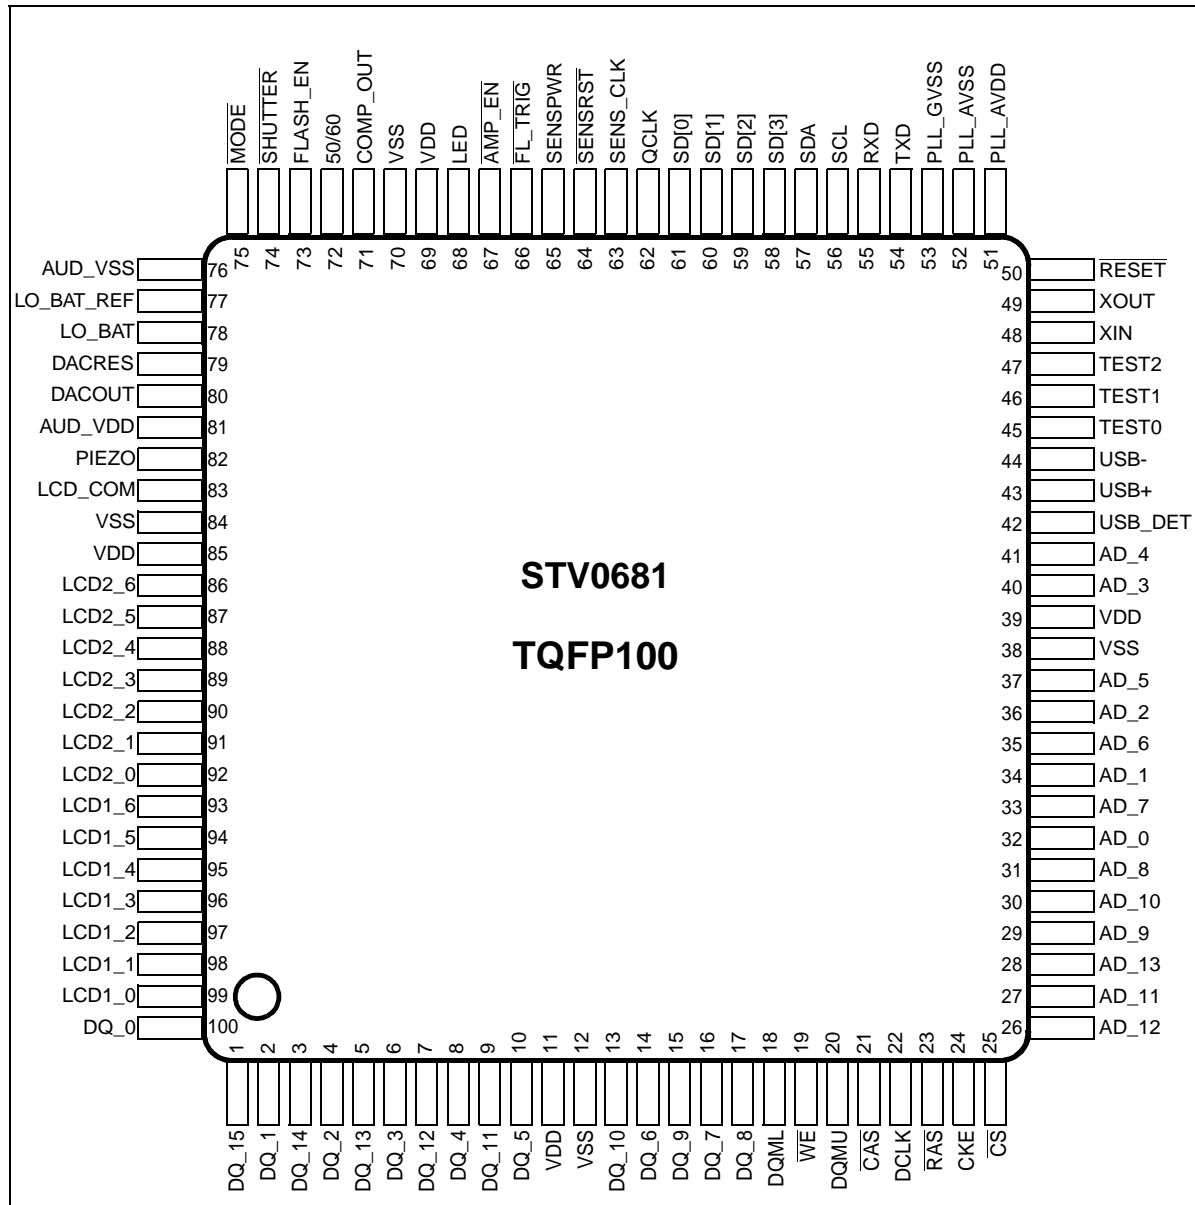 MODE
SHUTTER
FLASH_EN
50/60
COMP_OUT
VSS
VDD
LED
AMP_EN
FL_TRIG
SENSPWR
SENSRST
SENS_CLK
QCLK
SD[0]
SD[1]
SD[2]
SD[3]
SDA
SCL
RXD
TXD
PLL_GVSS
PLL_AVSS
PLL_AVDD
75 74 73 72 71 70 69 68 67 66 65 64 63 62 61 60 59 58 57 56 55 54 53 52 51
AUD_VSS 76
LO_BAT_REF 77
LO_BAT 78
DACRES 79
DACOUT 80
AUD_VDD 81
PIEZO 82
LCD_COM 83
VSS 84
VDD 85
LCD2_6 86
LCD2_5 87
LCD2_4 88
LCD2_3 89
LCD2_2 90
LCD2_1 91
LCD2_0 92
LCD1_6 93
LCD1_5 94
LCD1_4 95
LCD1_3 96
LCD1_2 97
LCD1_1 98
LCD1_0 99
DQ_0 100
STV0681
TQFP100
50 RESET
49 XOUT
48 XIN
47 TEST2
46 TEST1
45 TEST0
44 USB-
43 USB+
42 USB_DET
41 AD_4
40 AD_3
39 VDD
38 VSS
37 AD_5
36 AD_2
35 AD_6
34 AD_1
33 AD_7
32 AD_0
31 AD_8
30 AD_10
29 AD_9
28 AD_13
27 AD_11
26 AD_12
1 2 3 4 5 6 7 8 9 10 11 12 13 14 15 16 17 18 19 20 21 22 23 24 25
DQ_15
DQ_1
DQ_14
DQ_2
DQ_13
DQ_3
DQ_12
DQ_4
DQ_11
DQ_5
VDD
VSS
DQ_10
DQ_6
DQ_9
DQ_7
DQ_8
DQML
WE
DQMU
CAS
DCLK
RAS
CKE
CS